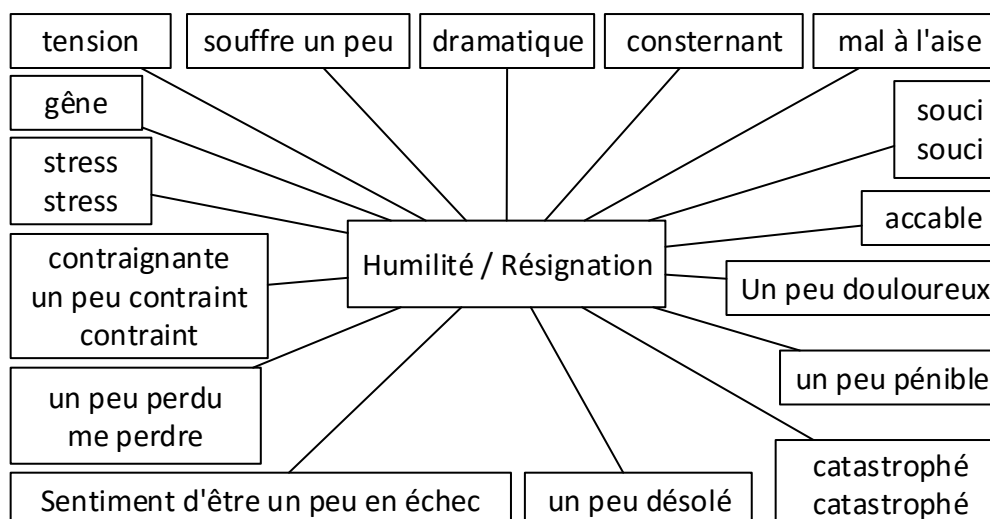 tension
souffre un peu
dramatique
consternant
mal à l'aise
gêne
souci
souci
stress
stress
accable
contraignante
un peu contraint
contraint
Humilité / Résignation
Un peu douloureux
un peu pénible
un peu perdu
me perdre
catastrophé
catastrophé
Sentiment d'être un peu en échec
un peu désolé